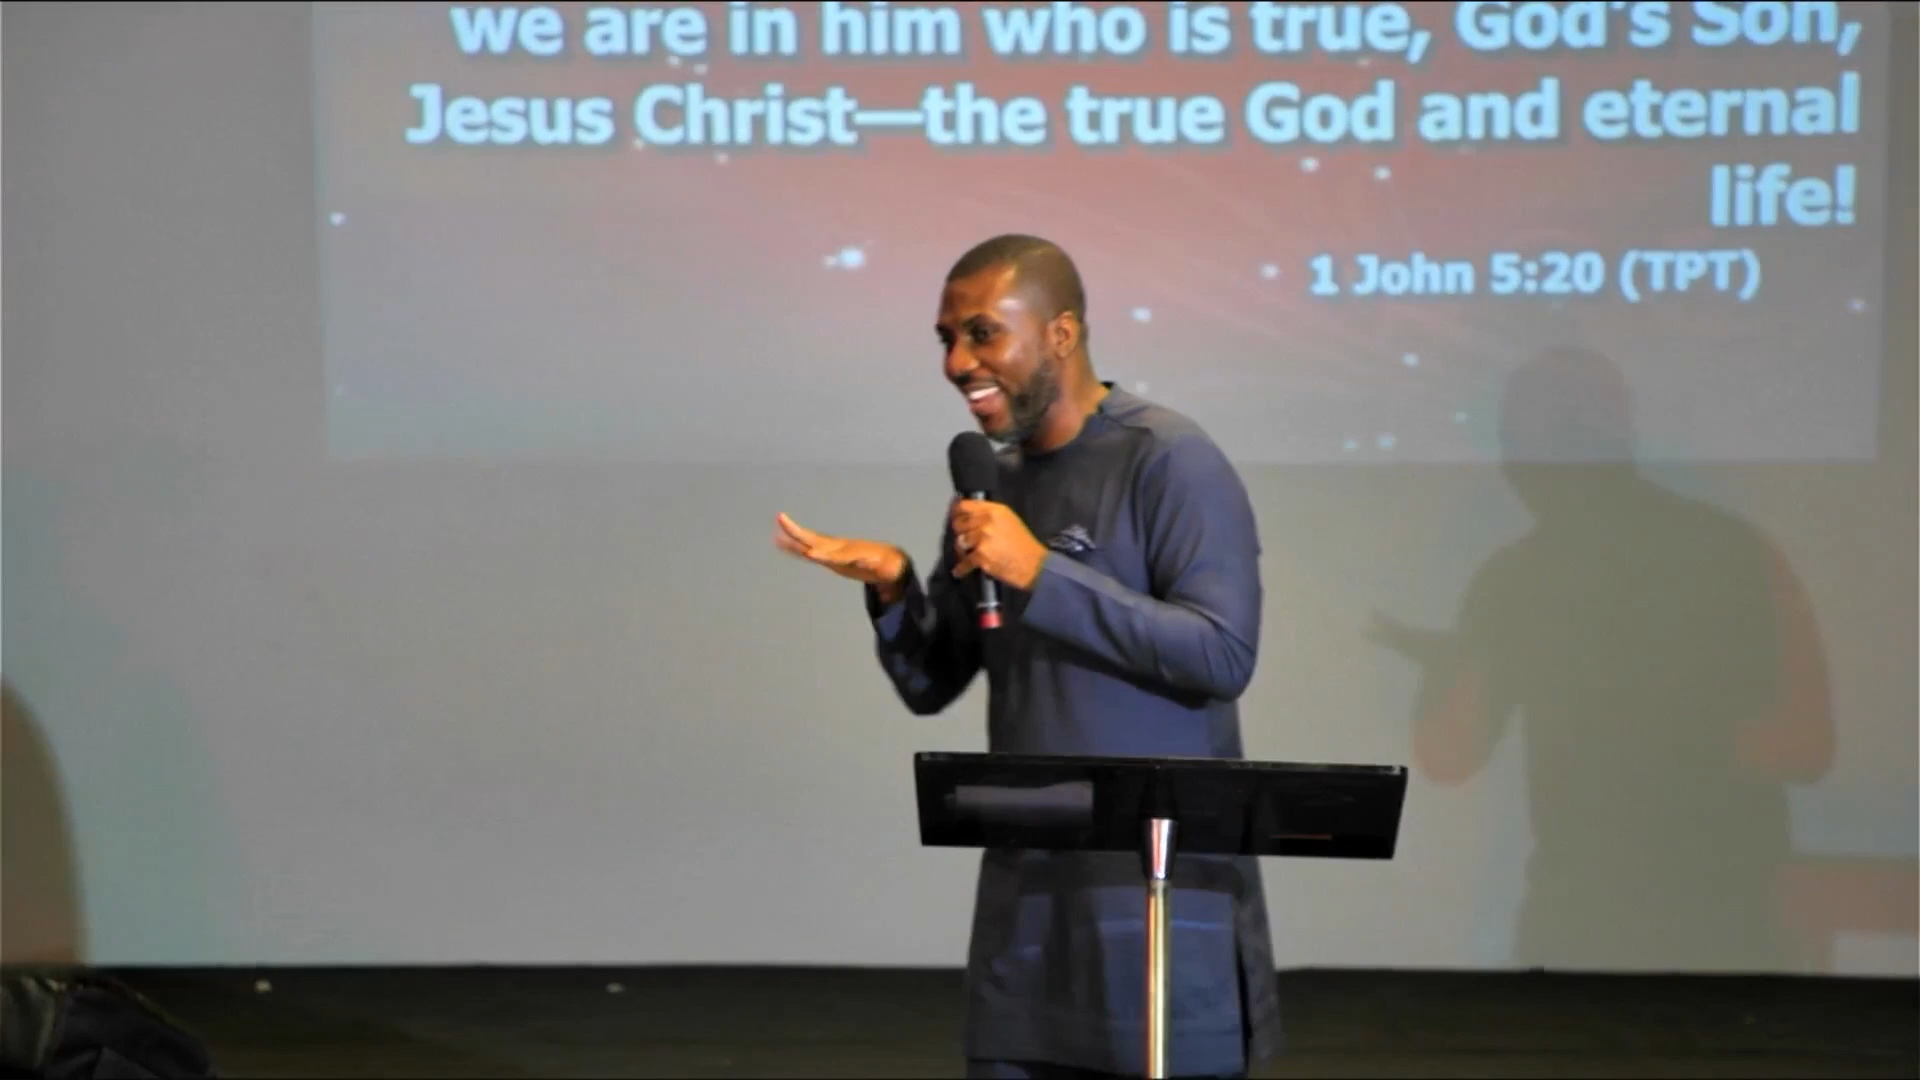 we are in him who is true, God's Son,
Jesus Christ—the true God and eternal
life!
1 John 5:20 (TPT)